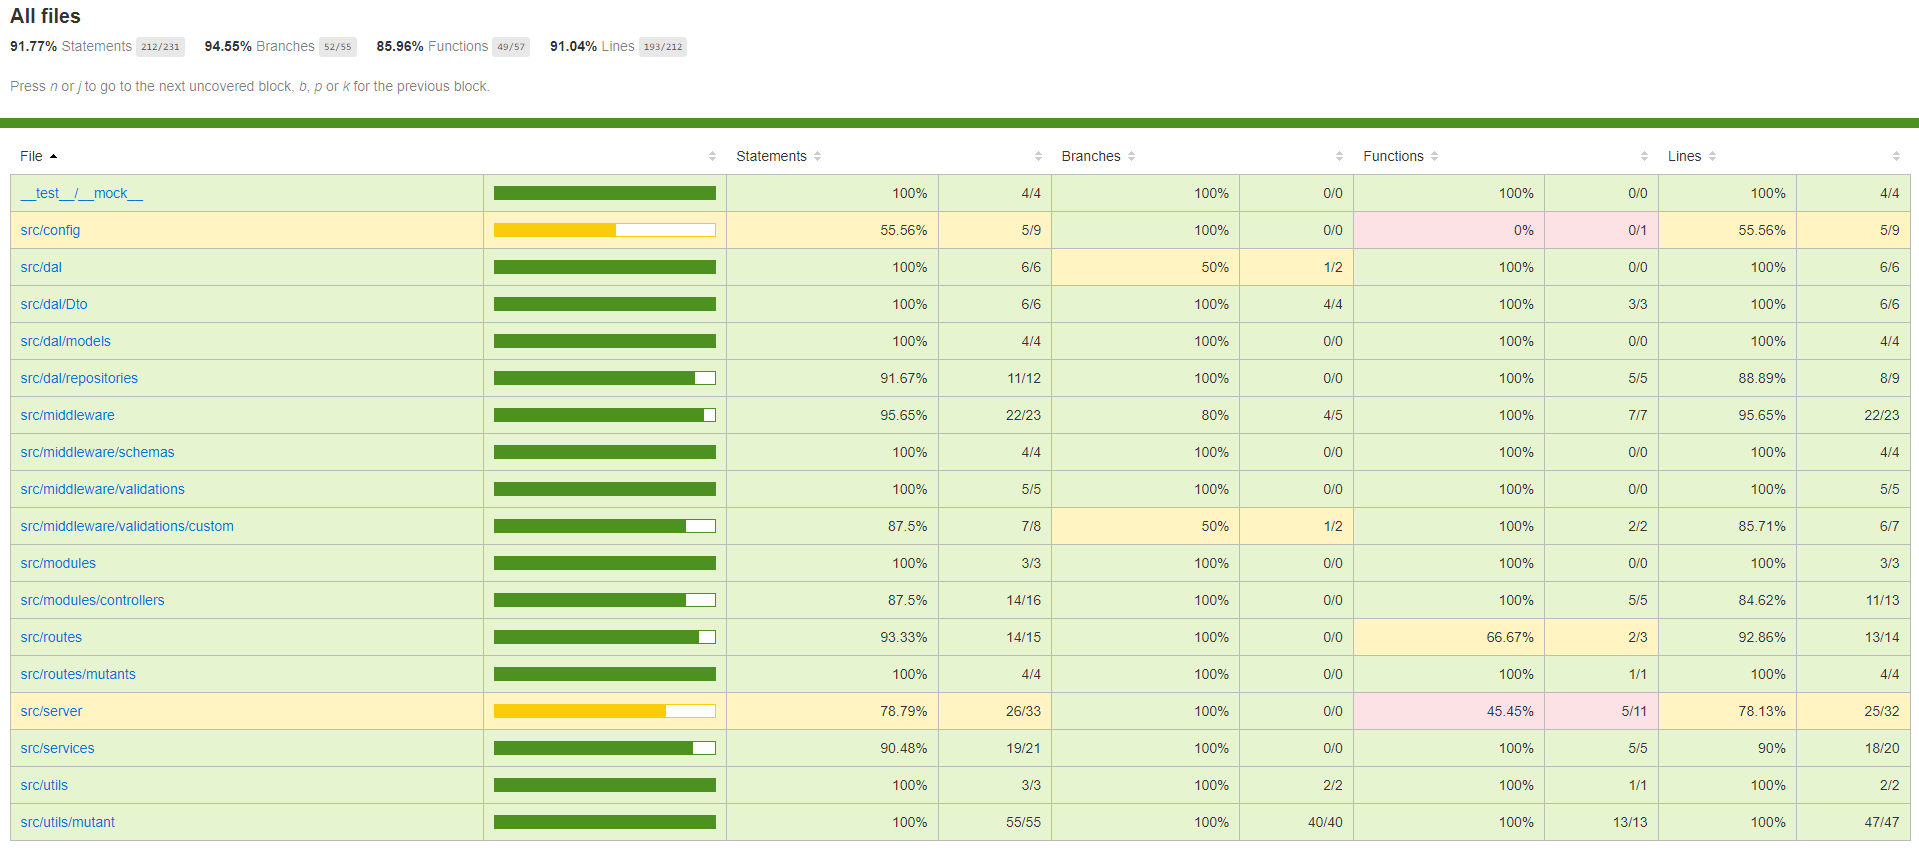 All files
91.77% Statements 212/231 94.55% Branches 52/55 85.96% Functions 49/57 91.04% Lines 193/212
Press n or j to go to the next uncovered block, b, p or k for the previous block.
File Statements Branches Functions Lines
__test__/__mock__ 100% 4/4 100% 0/0 100% 0/0 100% 4/4
src/config 55.56% 5/9 100% 0/0 0% 0/1 55.56% 5/9
src/dal 100% 6/6 50% 1/2 100% 0/0 100% 6/6
src/dal/Dto 100% 6/6 100% 4/4 100% 3/3 100% 6/6
src/dal/models 100% 4/4 100% 0/0 100% 0/0 100% 4/4
src/dal/repositories 91.67% 11/12 100% 0/0 100% 5/5 88.89% 8/9
src/middleware 95.65% 22/23 80% 4/5 100% 7/7 95.65% 22/23
src/middleware/schemas 100% 4/4 100% 0/0 100% 0/0 100% 4/4
src/middleware/validations 100% 5/5 100% 0/0 100% 0/0 100% 5/5
src/middleware/validations/custom 87.5% 7/8 50% 1/2 100% 2/2 85.71% 6/7
src/modules 100% 3/3 100% 0/0 100% 0/0 100% 3/3
src/modules/controllers 87.5% 14/16 100% 0/0 100% 5/5 84.62% 11/13
src/routes 93.33% 14/15 100% 0/0 66.67% 2/3 92.86% 13/14
src/routes/mutants 100% 4/4 100% 0/0 100% 1/1 100% 4/4
src/server 78.79% 26/33 100% 0/0 45.45% 5/11 78.13% 25/32
src/services 90.48% 19/21 100% 0/0 100% 5/5 90% 18/20
src/utils 100% 3/3 100% 2/2 100% 1/1 100% 2/2
src/utils/mutant 100% 55/55 100% 40/40 100% 13/13 100% 47/47